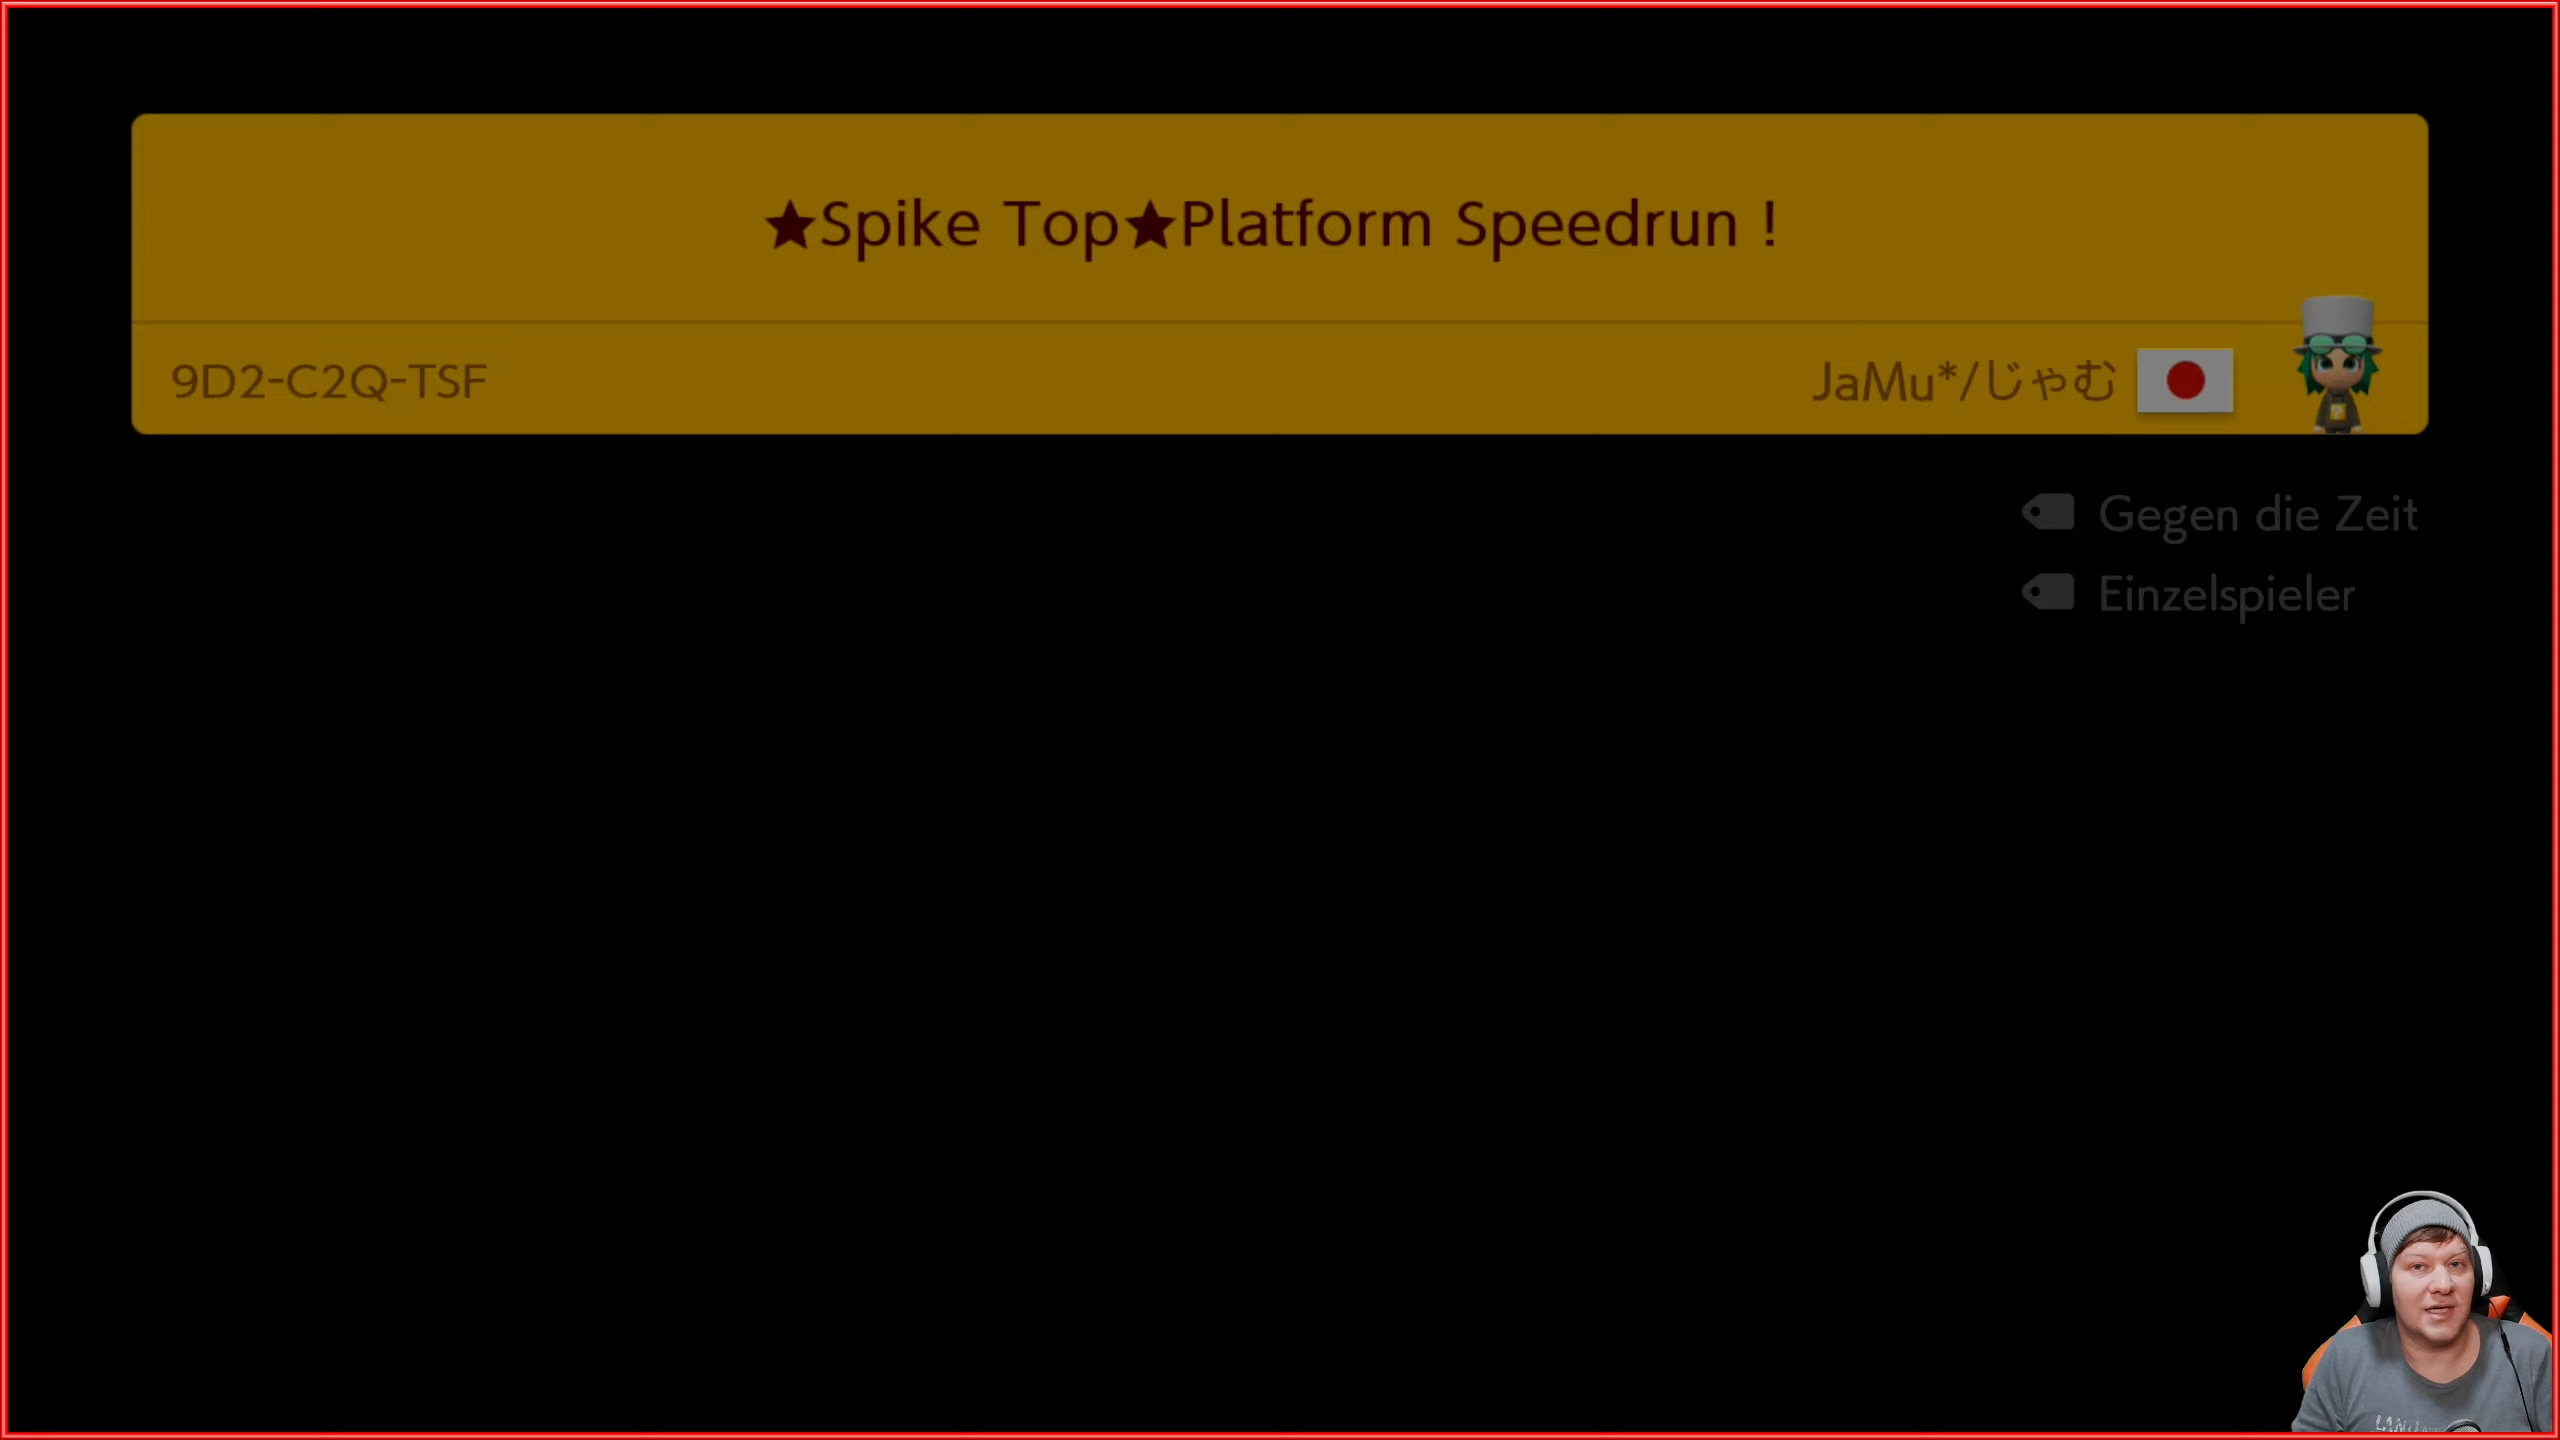 ★Spike Top★Platform Speedrun !
9D2-C2Q-TSF
JaMu*/じゃむ
Gegen die Zeit
Einzelspieler